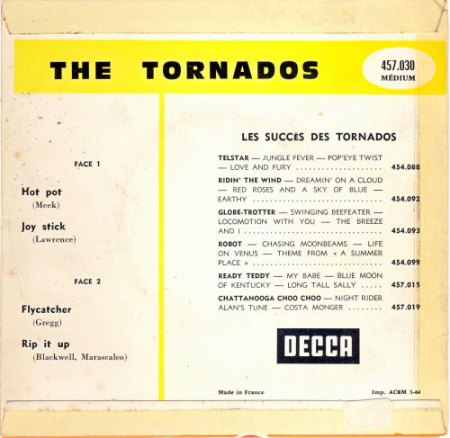 THE TORNADOS
457.030
MÉDIUM
FACE 1
Hot pot
(Meek)
Joy stick
(Lawrence)
FACE 2
Flycatcher
(Gregg)
Rip it up
(Blackwell, Marascalco)
LES SUCCÈS DES TORNADOS
TELSTAR — JUNGLE FEVER — POP'EYE TWIST
— LOVE AND FURY .................... 454.088
RIDIN' THE WIND — DREAMIN' ON A CLOUD
— RED ROSES AND A SKY OF BLUE —
EARTHY .............................. 454.092
GLOBE-TROTTER — SWINGING BEEFEATER —
LOCOMOTION WITH YOU — THE BREEZE
AND I ................................ 454.093
ROBOT — CHASING MOONBEAMS — LIFE
ON VENUS — THEME FROM « A SUMMER
PLACE » .............................. 454.099
READY TEDDY — MY BABE — BLUE MOON
OF KENTUCKY — LONG TALL SALLY ..... 457.015
CHATTANOOGA CHOO CHOO — NIGHT RIDER
ALAN'S TUNE — COSTA MONGER ........ 457.019
DECCA
Made in France
Imp. ACEM 3-64